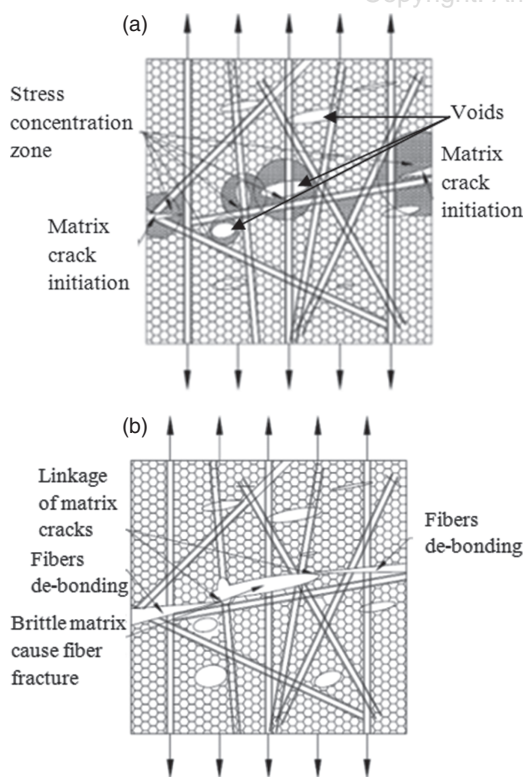 (a)
Stress
concentration
zone
Voids
Matrix
crack
initiation
Matrix
crack
initiation
(b)
Linkage
of matrix
cracks
Fibers
de-bonding
Fibers
de-bonding
Brittle matrix
cause fiber
fracture